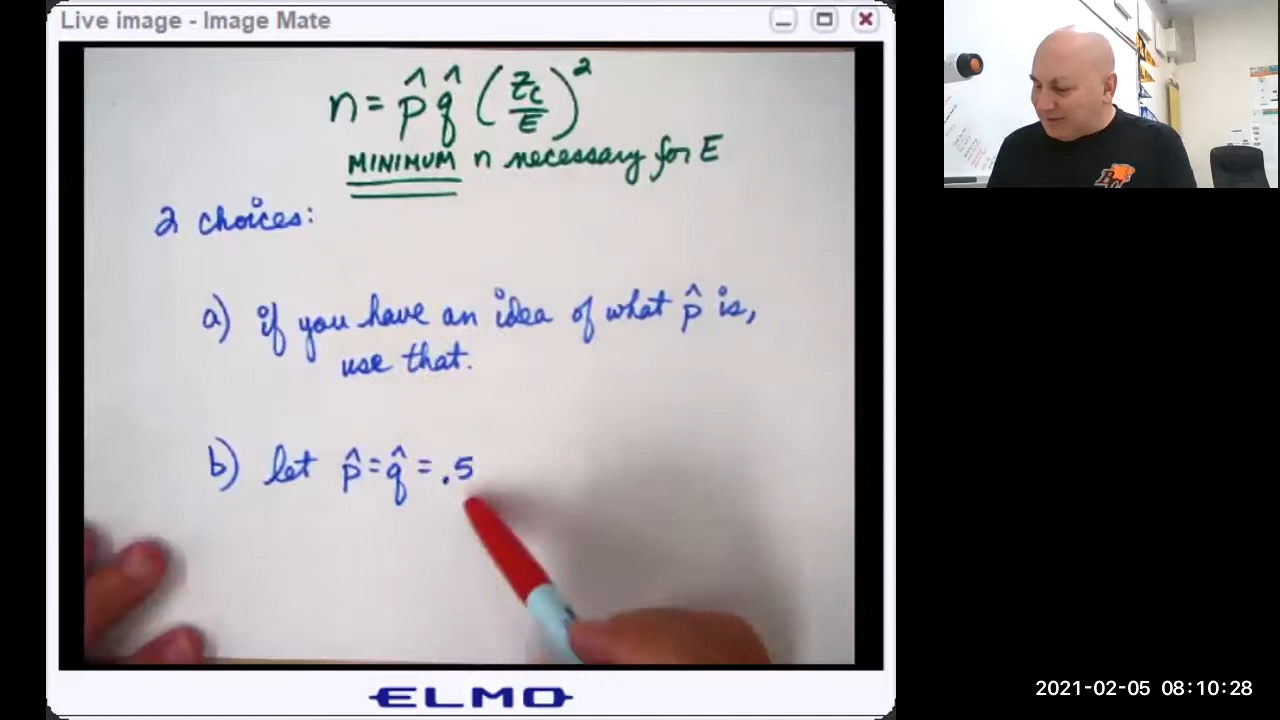 Live image - Image Mate
n = p̂ q̂ (Zc/E)²
MINIMUM n necessary for E
2 choices:
a) if you have an idea of what p̂ is,
use that.
b) let p̂ = q̂ = .5
ELMO
2021-02-05 08:10:28